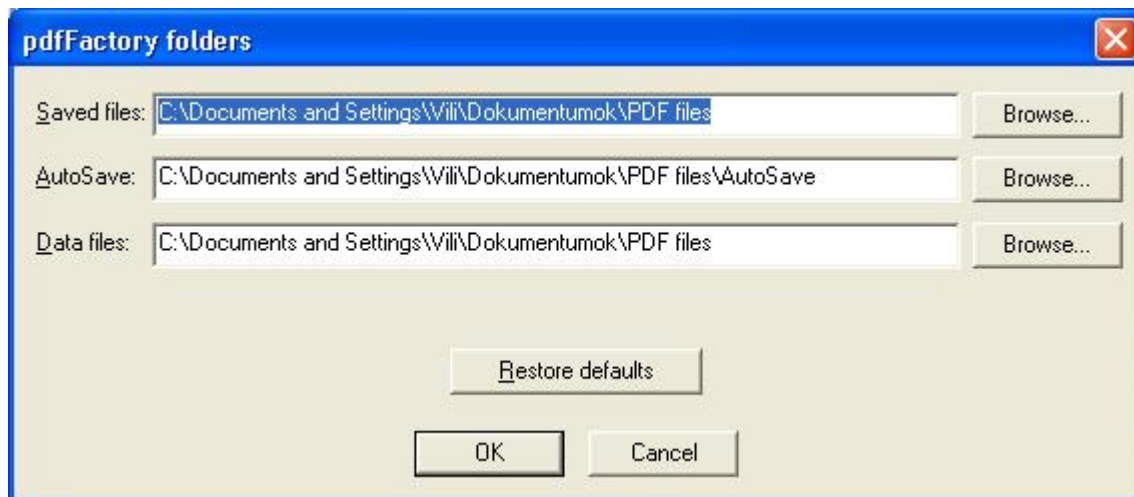 pdfFactory folders
Saved files: C:\Documents and Settings\Vili\Dokumentumok\PDF files Browse...
AutoSave: C:\Documents and Settings\Vili\Dokumentumok\PDF files\AutoSave Browse...
Data files: C:\Documents and Settings\Vili\Dokumentumok\PDF files Browse...
Restore defaults
OK Cancel